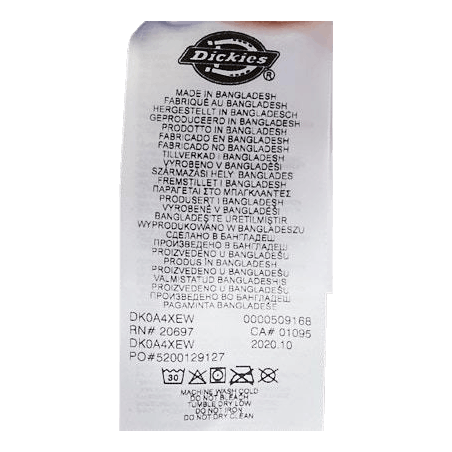 Dickies
®
MADE IN BANGLADESH
FABRIQUÉ AU BANGLADESH
HERGESTELLT IN BANGLADESCH
GEPRODUCEERD IN BANGLADESH
PRODOTTO IN BANGLADESH
FABRICADO EN BANGLADESH
FABRICADO NO BANGLADESH
TILLVERKAD I BANGLADESH
VYROBENO V BANGLADÉŠI
SZÁRMAZÁSI HELY: BANGLADES
FREMSTILLET I BANGLADESH
ΠΑΡΑΓΕΤΑΙ ΣΤΟ ΜΠΑΓΚΛΑΝΤΕΣ
PRODUSERT I BANGLADESH
VYROBENÉ V BANGLADÉŠI
BANGLADEŞ'TE ÜRETİLMİŞTİR
WYPRODUKOWANO W BANGLADESZU
СДЕЛАНО В БАНГЛАДЕШ
ПРОИЗВЕДЕНО В БАНГЛАДЕШ
PROIZVEDENO U BANGLADEŠU
PRODUS ÎN BANGLADESH
PROIZVEDENO V BANGLADEŠU
VALMISTATUD BANGLADESHIS
PROIZVEDENO U BANGLADEŠU
ПРОИЗВЕДЕНО ВО БАНГЛАДЕШ
PAGAMINTA BANGLADEŠE
DK0A4XEW 0000509168
RN# 20697 CA# 01095
DK0A4XEW 2020.10
PO#5200129127
30
MACHINE WASH COLD
DO NOT BLEACH
TUMBLE DRY LOW
DO NOT IRON
DO NOT DRY CLEAN